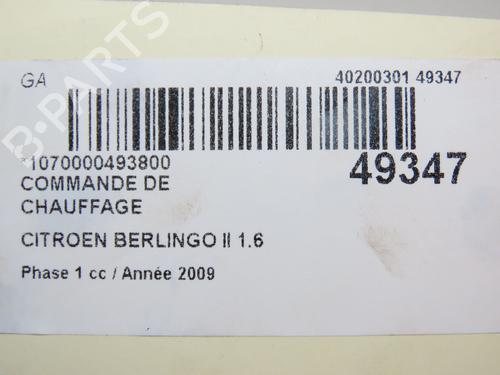 GA
40200301 49347
*1070000493800
49347
COMMANDE DE
CHAUFFAGE
CITROEN BERLINGO II 1.6
Phase 1 cc / Année 2009
B-PARTS